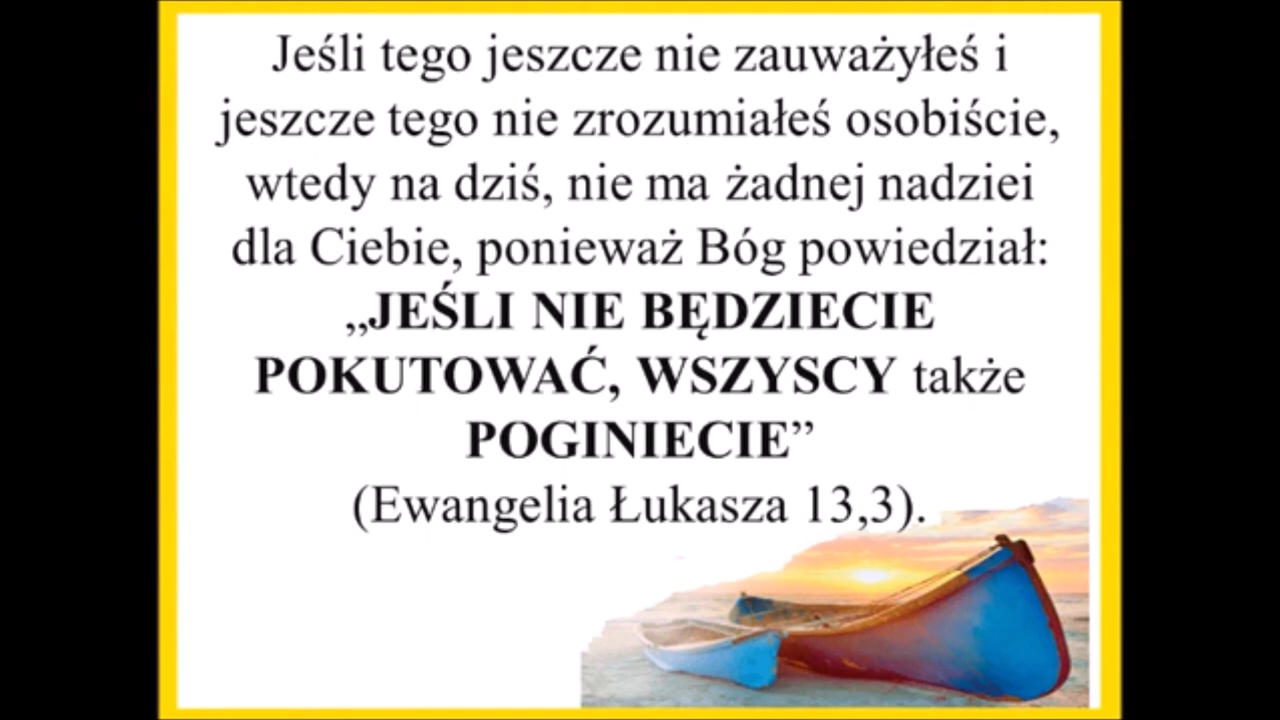 Jeśli tego jeszcze nie zauważyłeś i
jeszcze tego nie zrozumiałeś osobiście,
wtedy na dziś, nie ma żadnej nadziei
dla Ciebie, ponieważ Bóg powiedział:
„JEŚLI NIE BĘDZIECIE
POKUTOWAĆ, WSZYSCY także
POGINIECIE”
(Ewangelia Łukasza 13,3).